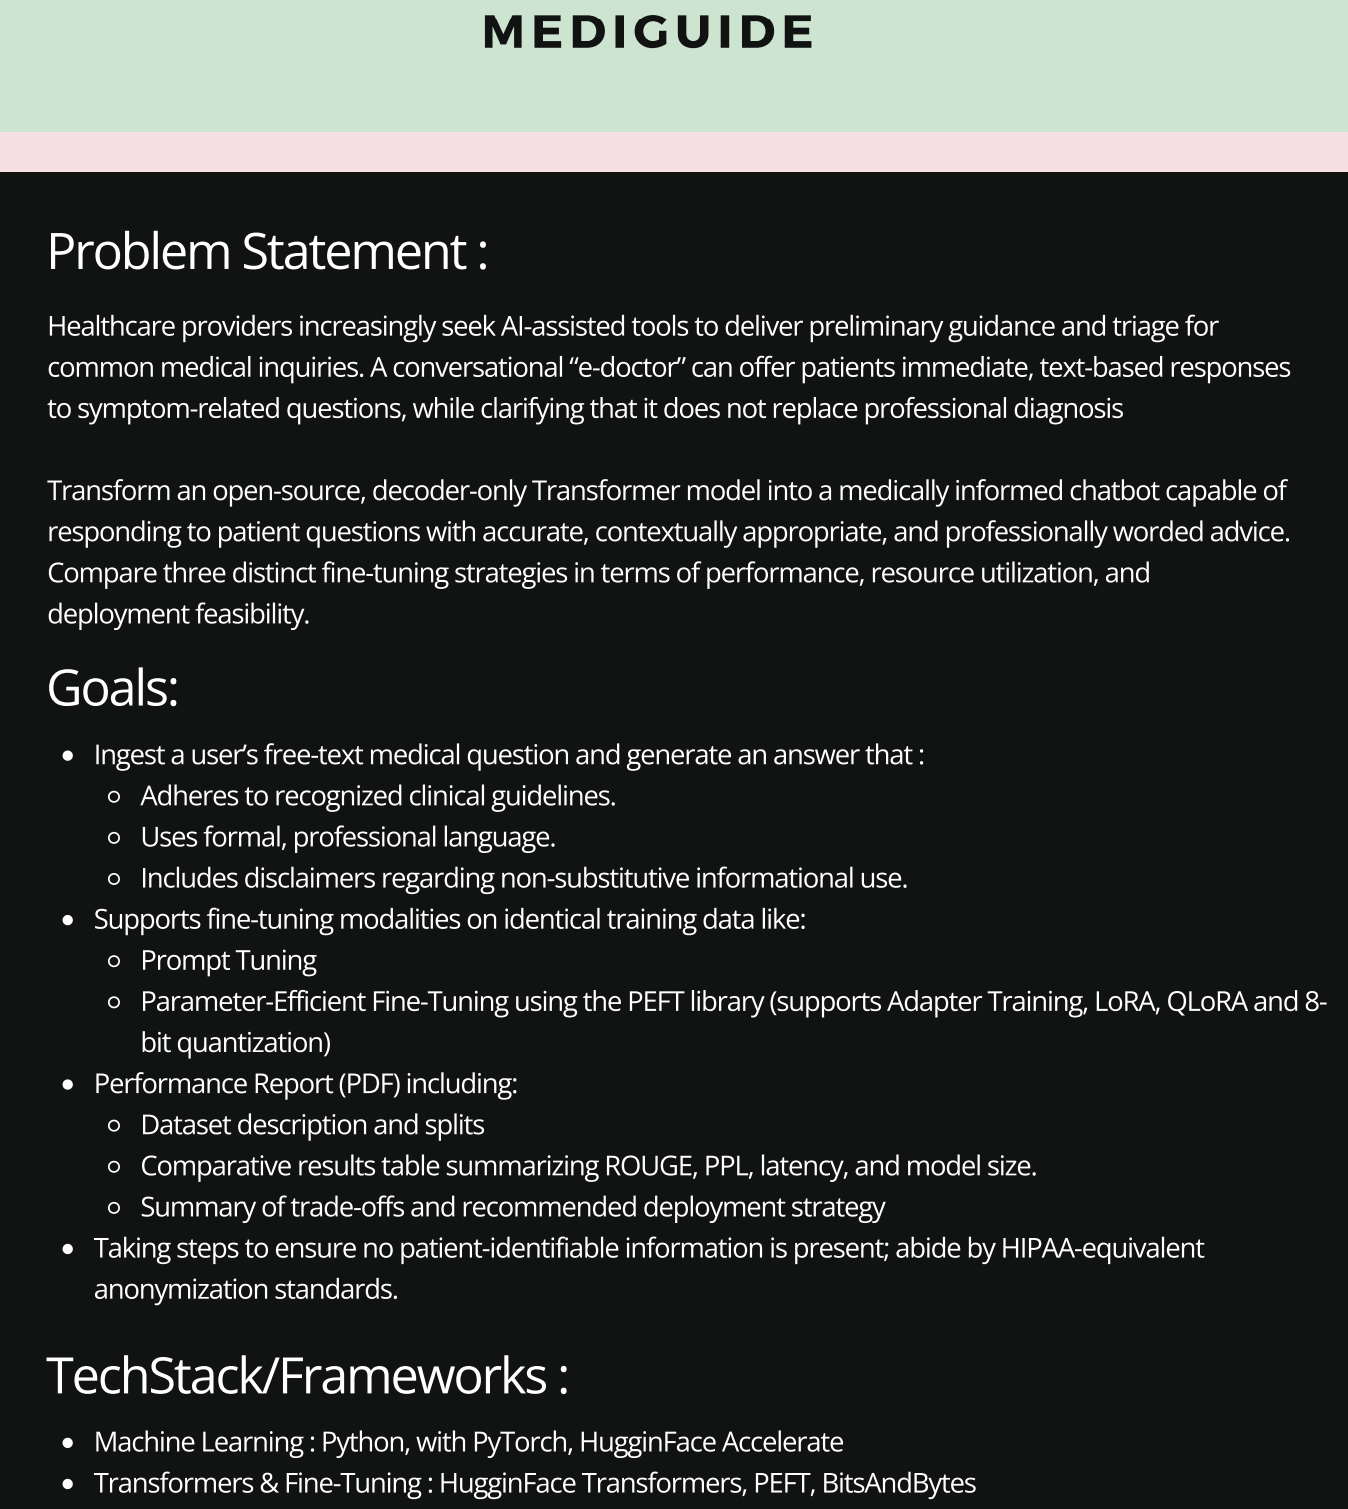 MEDIGUIDE
Problem Statement :
Healthcare providers increasingly seek AI-assisted tools to deliver preliminary guidance and triage for
common medical inquiries. A conversational “e-doctor” can offer patients immediate, text-based responses
to symptom-related questions, while clarifying that it does not replace professional diagnosis
Transform an open-source, decoder-only Transformer model into a medically informed chatbot capable of
responding to patient questions with accurate, contextually appropriate, and professionally worded advice.
Compare three distinct fine-tuning strategies in terms of performance, resource utilization, and
deployment feasibility.
Goals:
• Ingest a user’s free-text medical question and generate an answer that :
◦ Adheres to recognized clinical guidelines.
◦ Uses formal, professional language.
◦ Includes disclaimers regarding non-substitutive informational use.
• Supports fine-tuning modalities on identical training data like:
◦ Prompt Tuning
◦ Parameter-Efficient Fine-Tuning using the PEFT library (supports Adapter Training, LoRA, QLoRA and 8-
bit quantization)
• Performance Report (PDF) including:
◦ Dataset description and splits
◦ Comparative results table summarizing ROUGE, PPL, latency, and model size.
◦ Summary of trade-offs and recommended deployment strategy
• Taking steps to ensure no patient-identifiable information is present; abide by HIPAA-equivalent
anonymization standards.
TechStack/Frameworks :
• Machine Learning : Python, with PyTorch, HugginFace Accelerate
• Transformers & Fine-Tuning : HugginFace Transformers, PEFT, BitsAndBytes